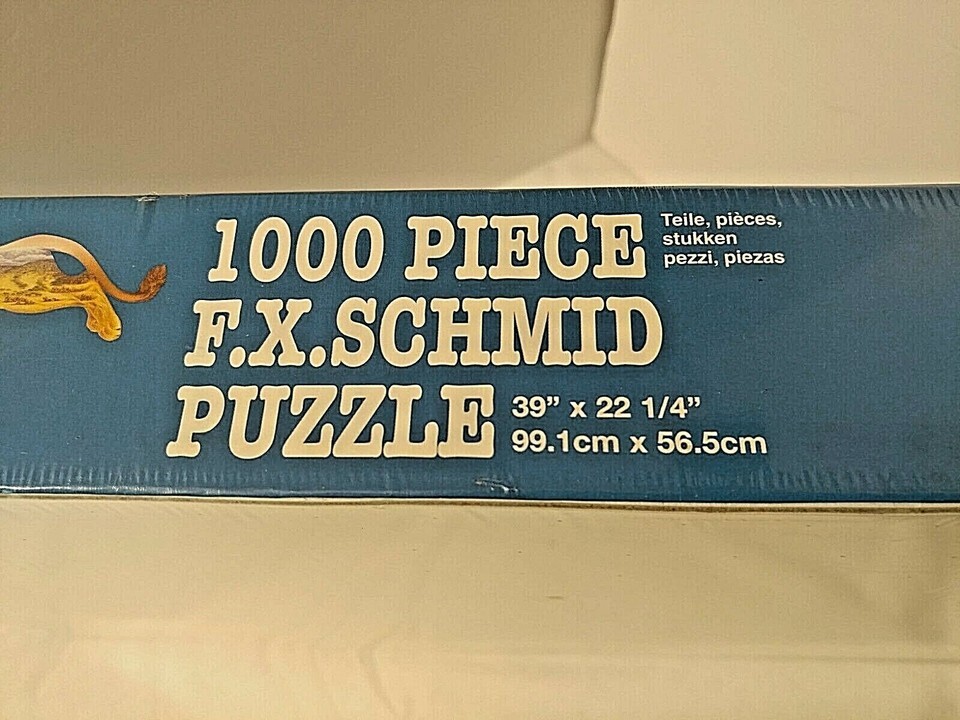 1000 PIECE
Teile, pièces,
stukken
pezzi, piezas
F.X.SCHMID
PUZZLE
39” x 22 1/4”
99.1cm x 56.5cm